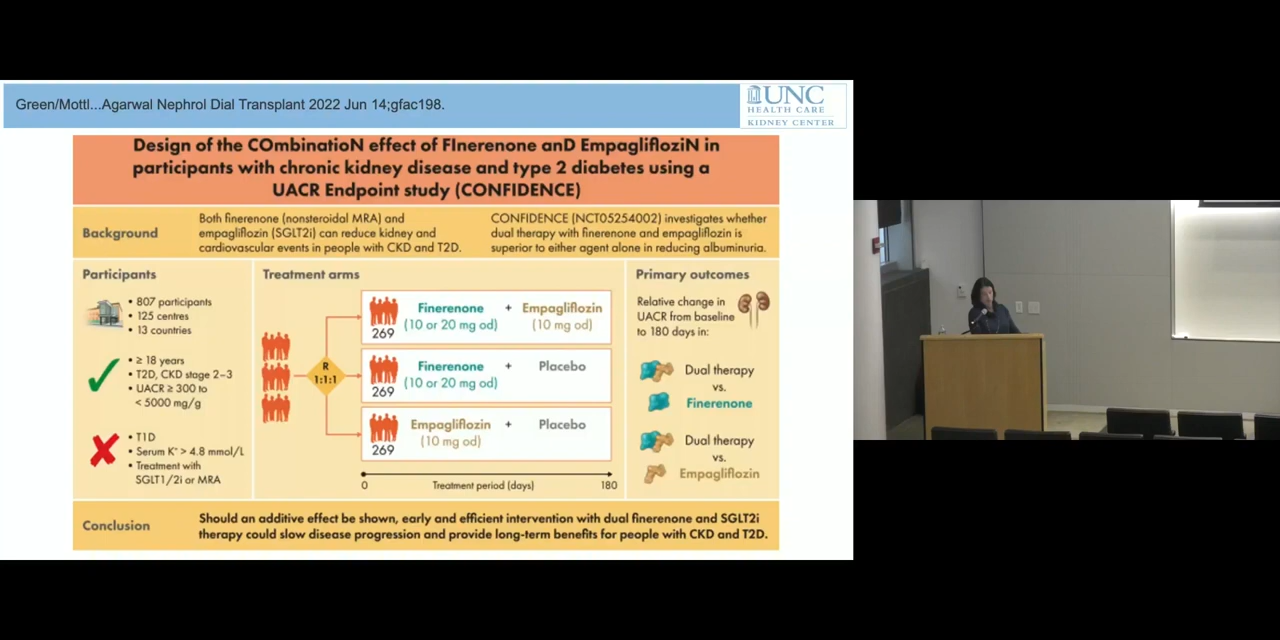 Green/Mottl...Agarwal Nephrol Dial Transplant 2022 Jun 14;gfac198.
UNC
HEALTH CARE
KIDNEY CENTER
Design of the COmbinatioN effect of FInerenone anD EmpaglifloziN in
participants with chronic kidney disease and type 2 diabetes using a
UACR Endpoint study (CONFIDENCE)
Background
Both finerenone (nonsteroidal MRA) and
empagliflozin (SGLT2i) can reduce kidney and
cardiovascular events in people with CKD and T2D.
CONFIDENCE (NCT05254002) investigates whether
dual therapy with finerenone and empagliflozin is
superior to either agent alone in reducing albuminuria.
Participants
• 807 participants
• 125 centres
• 13 countries
• ≥ 18 years
• T2D, CKD stage 2–3
• UACR ≥ 300 to
< 5000 mg/g
• T1D
• Serum K+ > 4.8 mmol/L
• Treatment with
SGLT1/2i or MRA
Treatment arms
R
1:1:1
269
Finerenone + Empagliflozin
(10 or 20 mg od) (10 mg od)
269
Finerenone + Placebo
(10 or 20 mg od)
269
Empagliflozin + Placebo
(10 mg od)
0 Treatment period (days) 180
Primary outcomes
Relative change in
UACR from baseline
to 180 days in:
Dual therapy
vs.
Finerenone
Dual therapy
vs.
Empagliflozin
Conclusion
Should an additive effect be shown, early and efficient intervention with dual finerenone and SGLT2i
therapy could slow disease progression and provide long-term benefits for people with CKD and T2D.